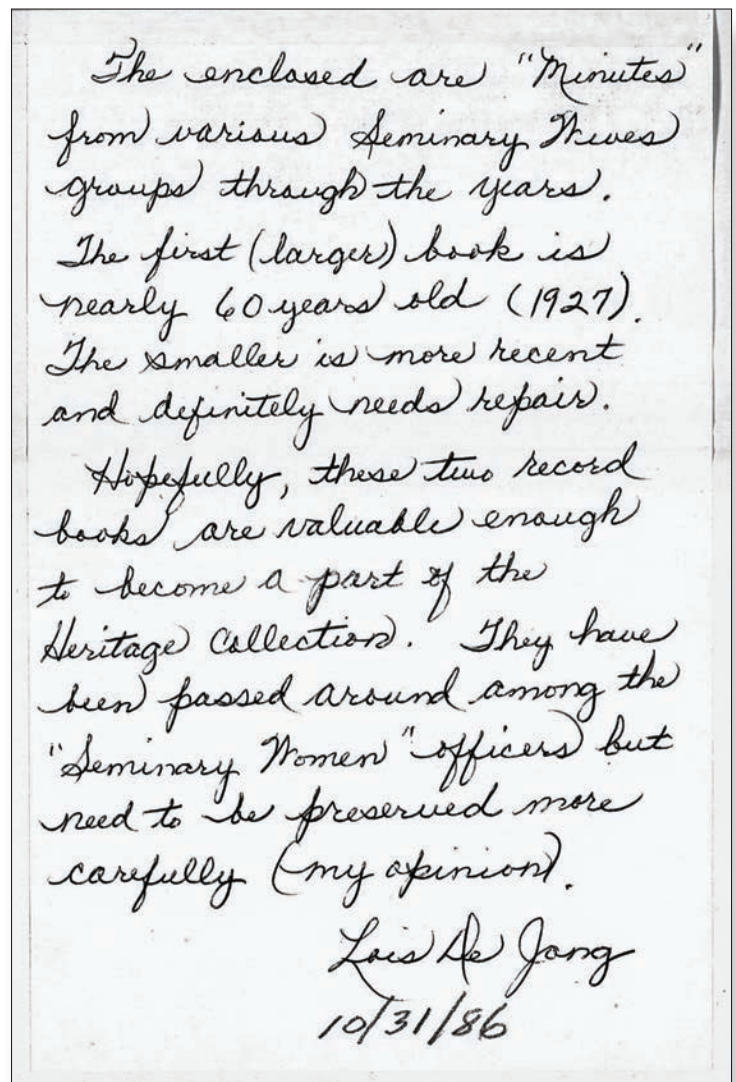 The enclosed are "Minutes"
from various Seminary Wives
groups through the years.
The first (larger) book is
nearly 60 years old (1927).
The smaller is more recent
and definitely needs repair.
Hopefully, these two record
books are valuable enough
to become a part of the
Heritage Collection. They have
been passed around among the
"Seminary Women" officers but
need to be preserved more
carefully (my opinion).
Lois De Jong
10/31/86